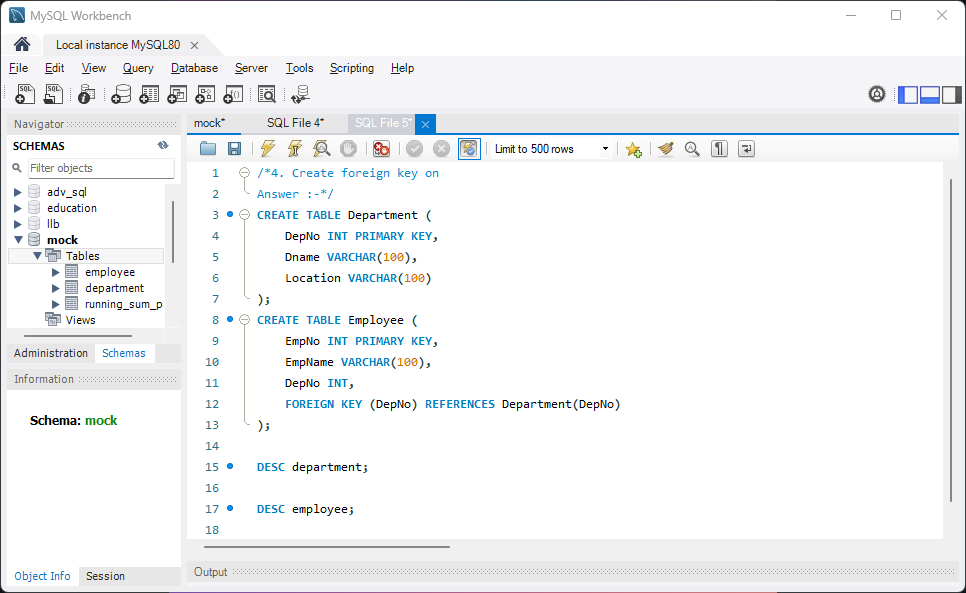 MySQL Workbench
Local instance MySQL80
File Edit View Query Database Server Tools Scripting Help
Navigator
SCHEMAS
Filter objects
adv_sql
education
llb
mock
Tables
employee
department
running_sum_p
Views
Administration Schemas
Information
Schema: mock
Object Info Session
mock* SQL File 4* SQL File 5*
Limit to 500 rows
1 /*4. Create foreign key on
2 Answer :-*/
3 CREATE TABLE Department (
4 DepNo INT PRIMARY KEY,
5 Dname VARCHAR(100),
6 Location VARCHAR(100)
7 );
8 CREATE TABLE Employee (
9 EmpNo INT PRIMARY KEY,
10 EmpName VARCHAR(100),
11 DepNo INT,
12 FOREIGN KEY (DepNo) REFERENCES Department(DepNo)
13 );
14
15 DESC department;
16
17 DESC employee;
18
Output